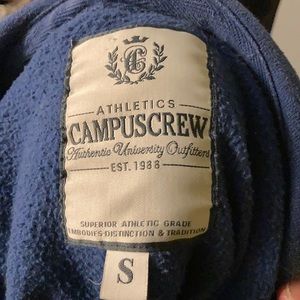 C
ATHLETICS
CAMPUSCREW
Authentic University Outfitters
EST. 1988
SUPERIOR ATHLETIC GRADE
EMBODIES DISTINCTION & TRADITION
S